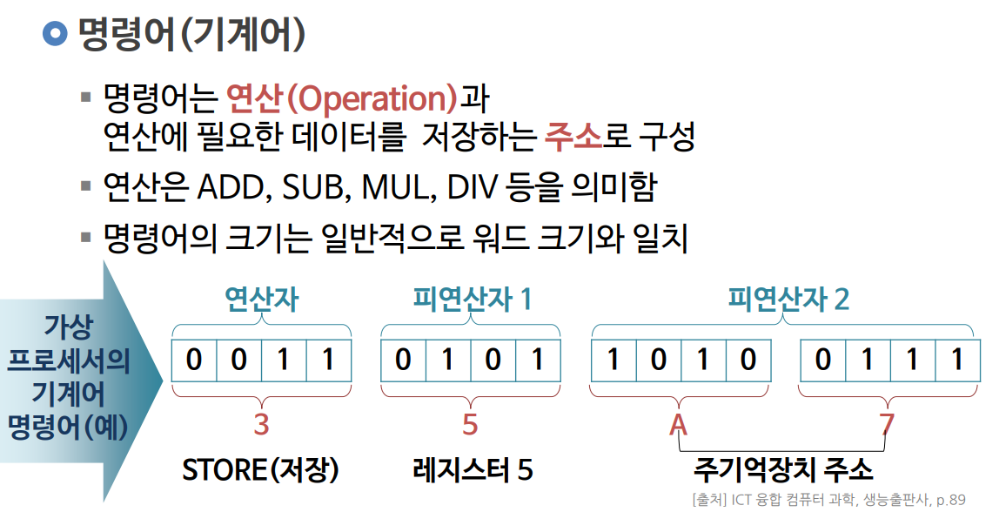 명령어(기계어)
명령어는 연산(Operation)과
연산에 필요한 데이터를 저장하는 주소로 구성
연산은 ADD, SUB, MUL, DIV 등을 의미함
명령어의 크기는 일반적으로 워드 크기와 일치
가상
프로세서의
기계어
명령어(예)
연산자 피연산자 1 피연산자 2
0 0 1 1 0 1 0 1 1 0 1 0 0 1 1 1
3 5 A 7
STORE(저장) 레지스터 5 주기억장치 주소
[출처] ICT 융합 컴퓨터 과학, 생능출판사, p.89